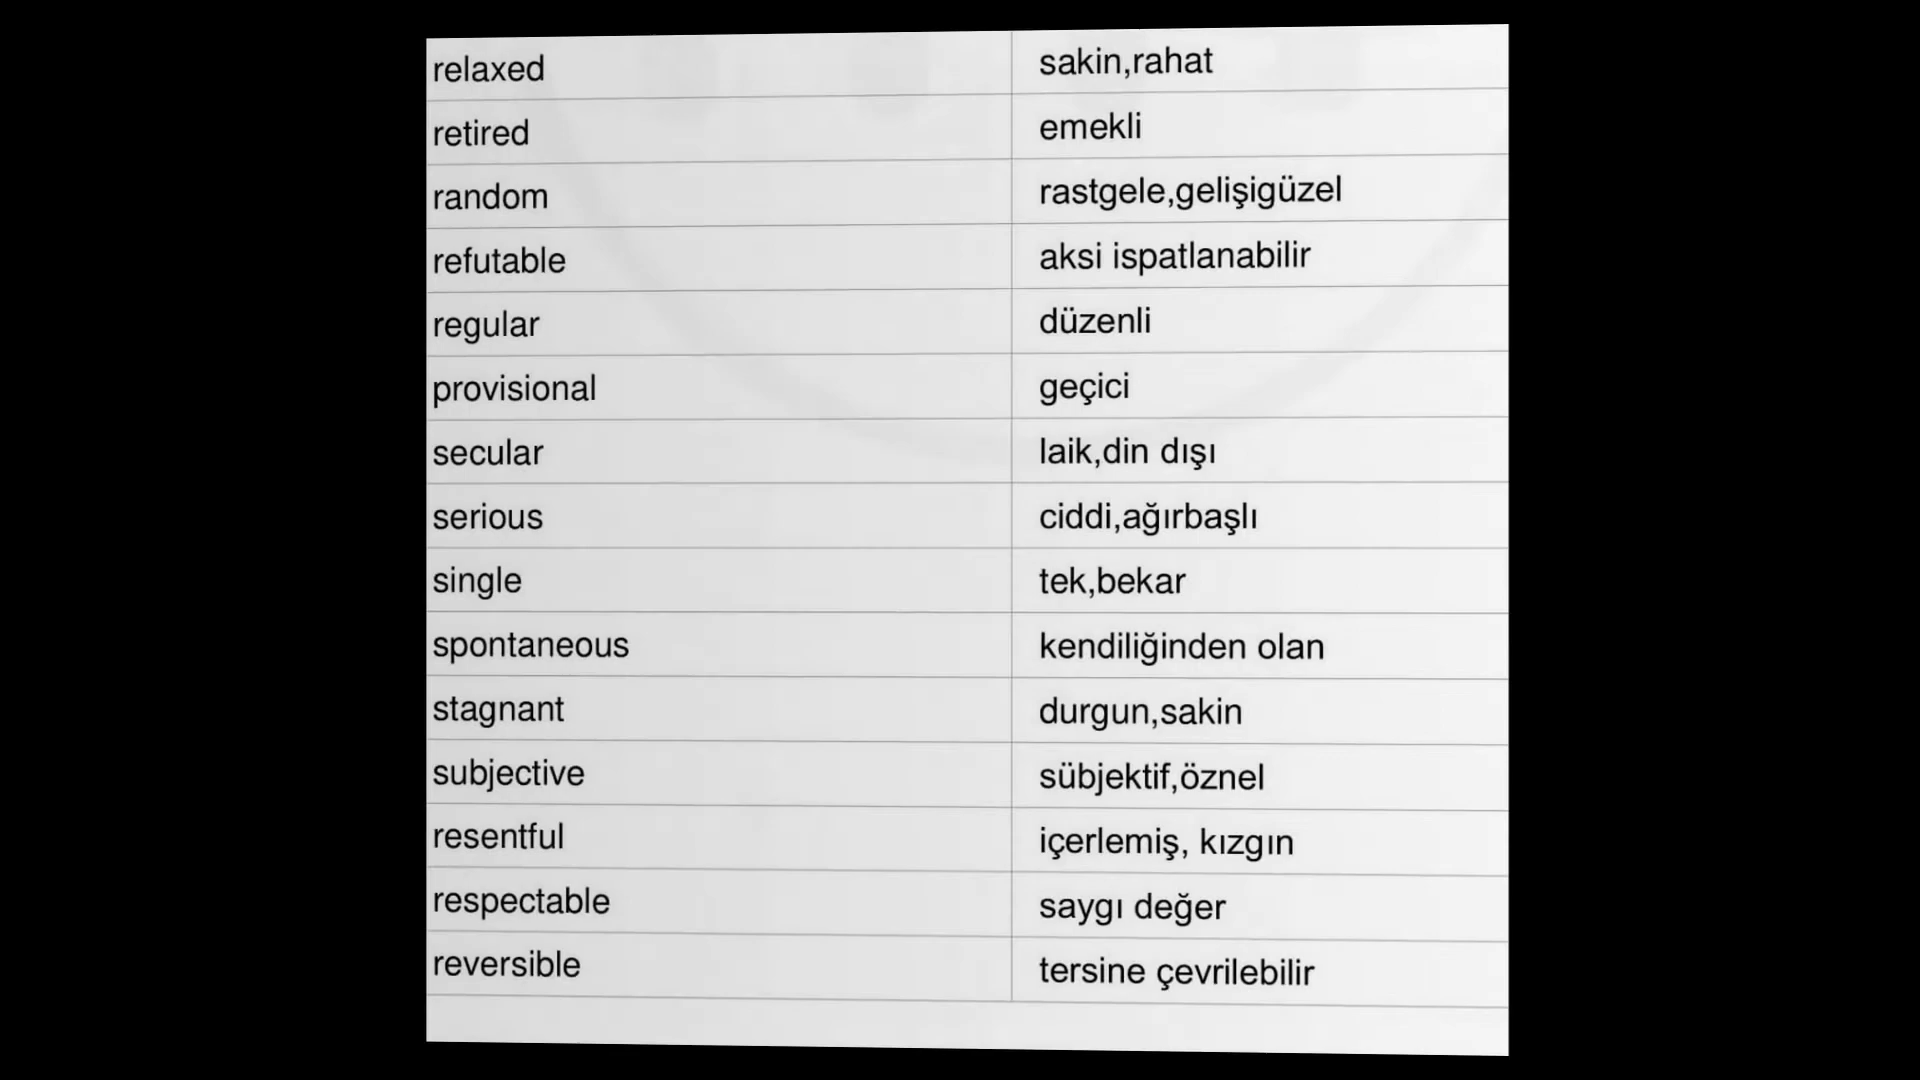 relaxed sakin,rahat
retired emekli
random rastgele,gelişigüzel
refutable aksi ispatlanabilir
regular düzenli
provisional geçici
secular laik,din dışı
serious ciddi,ağırbaşlı
single tek,bekar
spontaneous kendiliğinden olan
stagnant durgun,sakin
subjective sübjektif,öznel
resentful içerlemiş, kızgın
respectable saygı değer
reversible tersine çevrilebilir